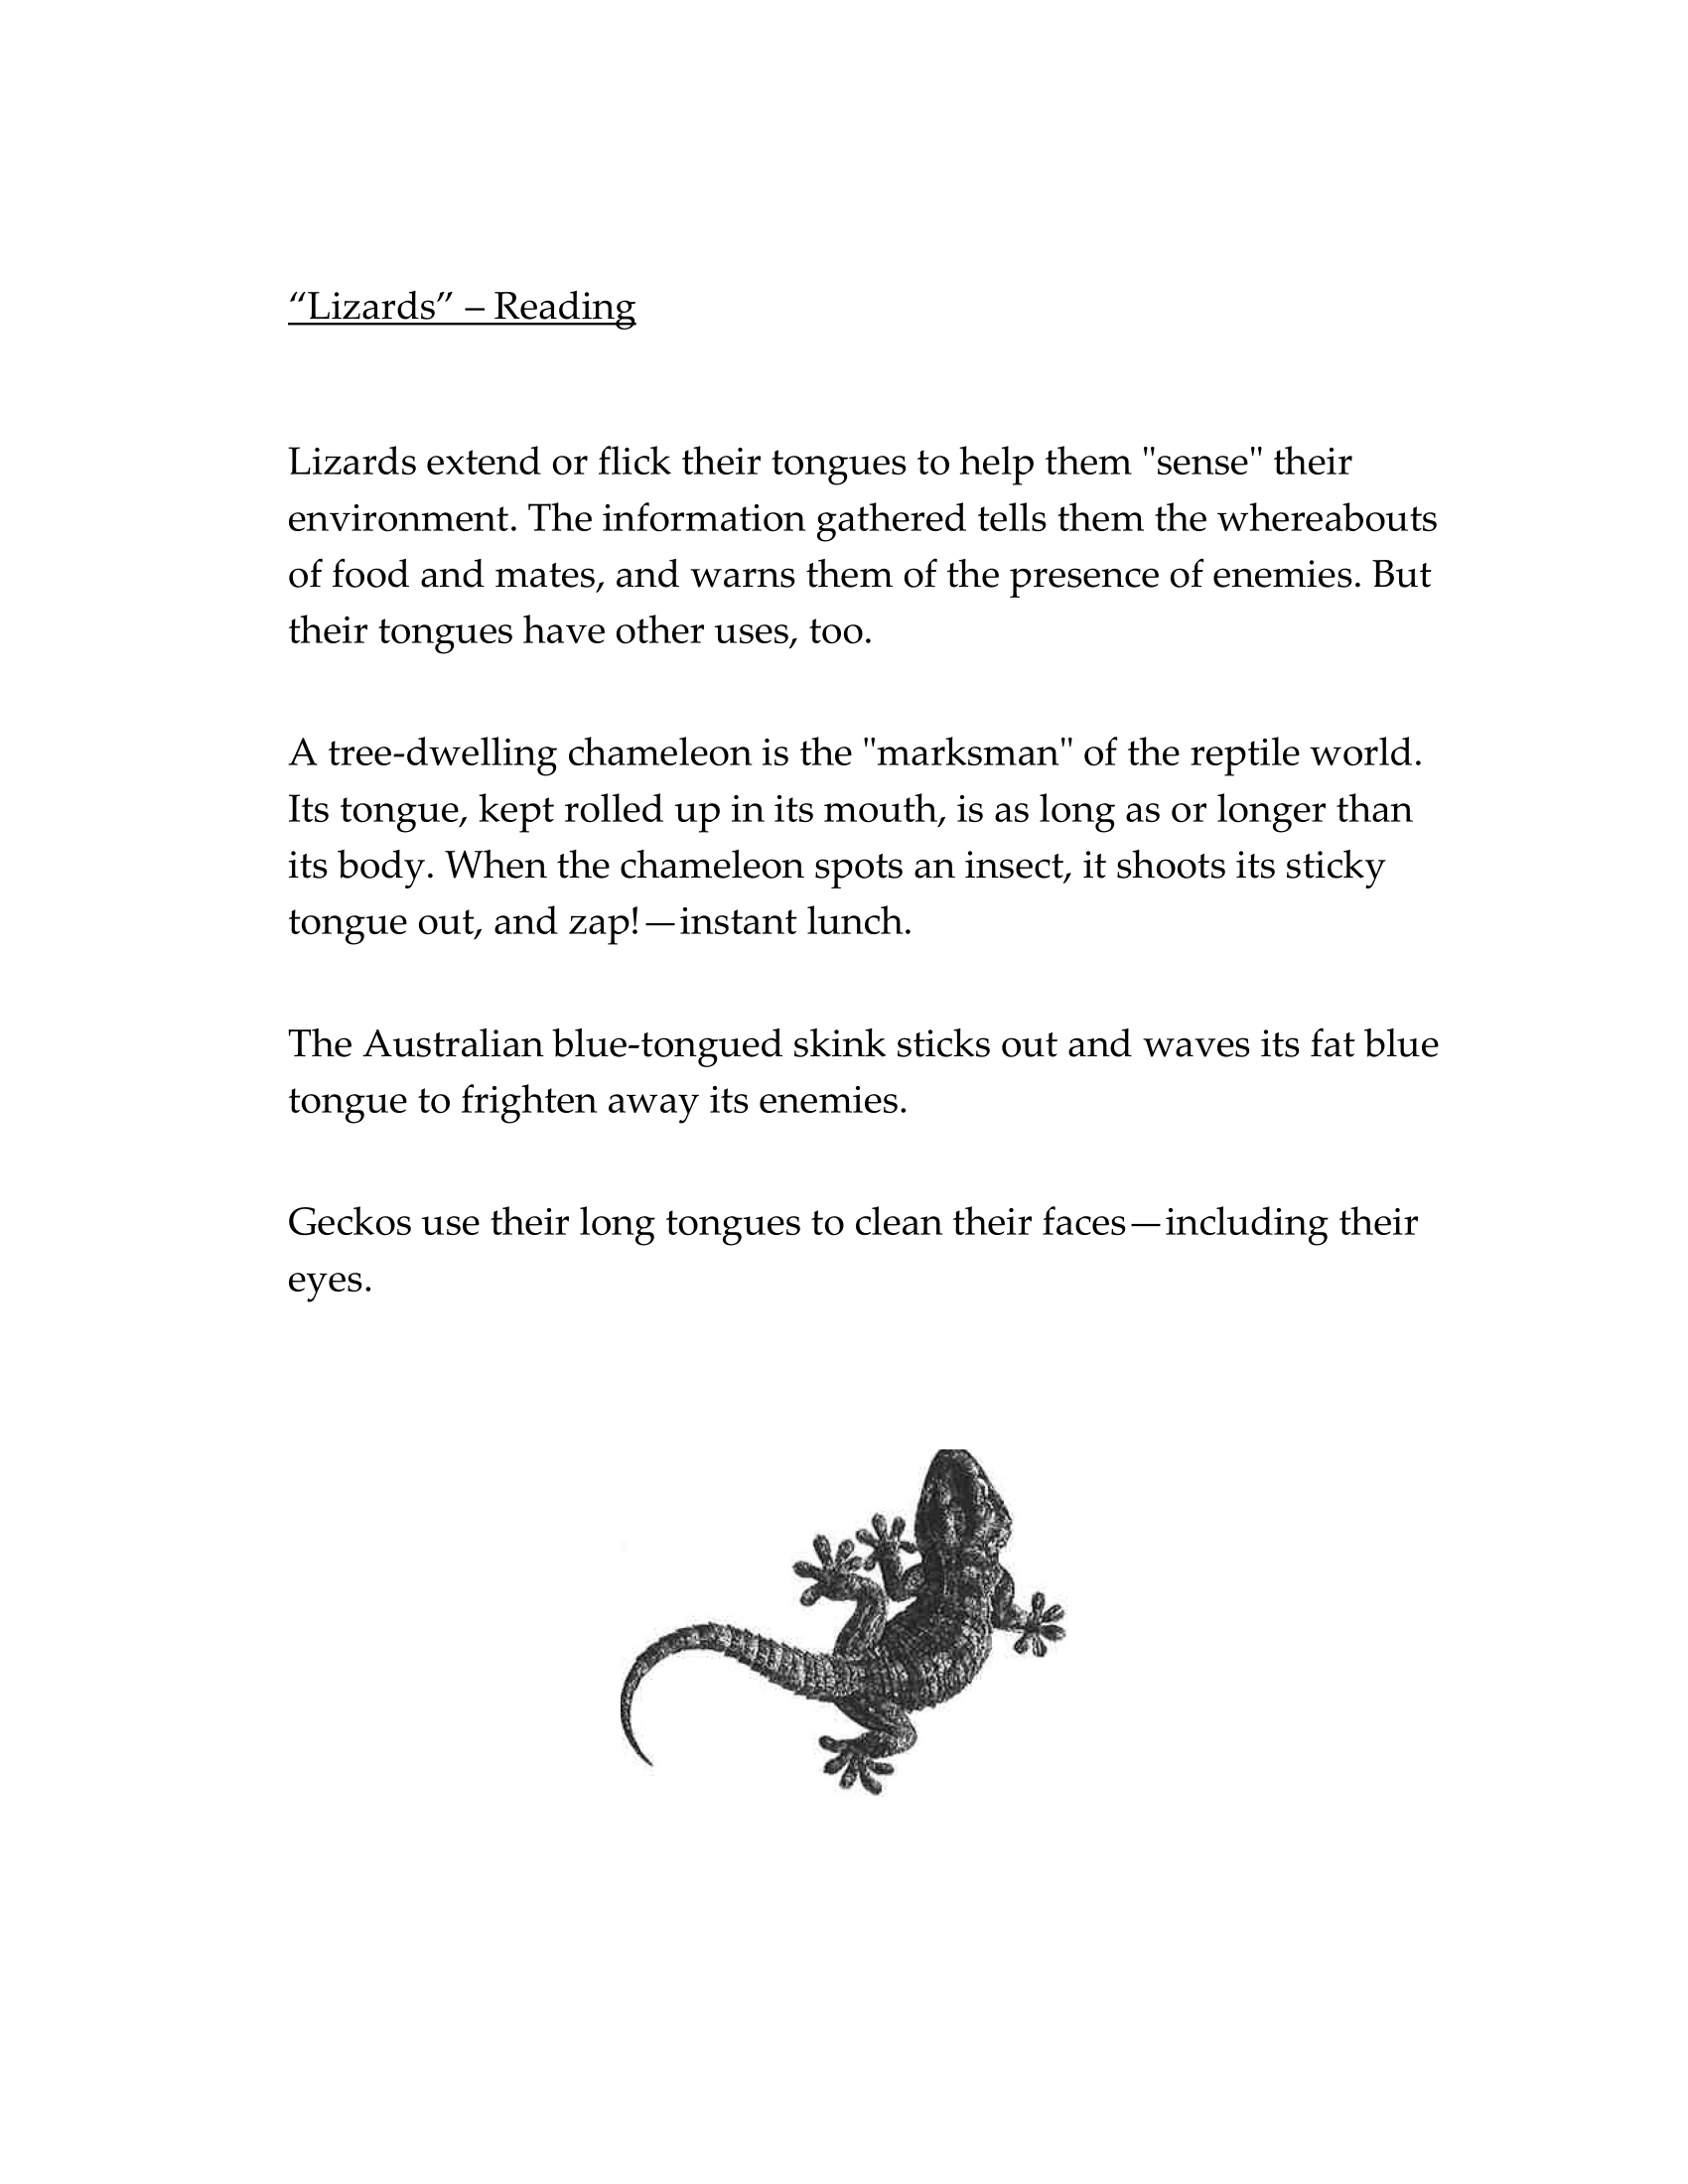 “Lizards” – Reading
Lizards extend or flick their tongues to help them "sense" their
environment. The information gathered tells them the whereabouts
of food and mates, and warns them of the presence of enemies. But
their tongues have other uses, too.
A tree-dwelling chameleon is the "marksman" of the reptile world.
Its tongue, kept rolled up in its mouth, is as long as or longer than
its body. When the chameleon spots an insect, it shoots its sticky
tongue out, and zap!—instant lunch.
The Australian blue-tongued skink sticks out and waves its fat blue
tongue to frighten away its enemies.
Geckos use their long tongues to clean their faces—including their
eyes.